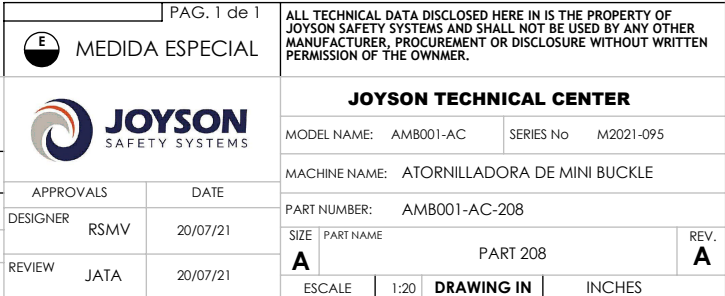 PAG. 1 de 1
E
MEDIDA ESPECIAL
ALL TECHNICAL DATA DISCLOSED HERE IN IS THE PROPERTY OF
JOYSON SAFETY SYSTEMS AND SHALL NOT BE USED BY ANY OTHER
MANUFACTURER, PROCUREMENT OR DISCLOSURE WITHOUT WRITTEN
PERMISSION OF THE OWNMER.
JOYSON
SAFETY SYSTEMS
JOYSON TECHNICAL CENTER
MODEL NAME: AMB001-AC SERIES No M2021-095
MACHINE NAME: ATORNILLADORA DE MINI BUCKLE
APPROVALS DATE
PART NUMBER: AMB001-AC-208
DESIGNER RSMV 20/07/21
SIZE PART NAME REV.
A PART 208 A
REVIEW JATA 20/07/21
ESCALE 1:20 DRAWING IN INCHES